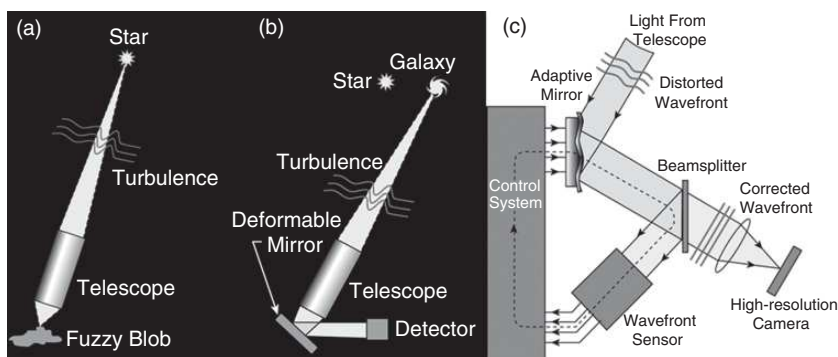 (a)
Star
Turbulence
Telescope
Fuzzy Blob
(b)
Galaxy
Star
Turbulence
Deformable
Mirror
Telescope
Detector
(c)
Light From
Telescope
Adaptive
Mirror
Distorted
Wavefront
Beamsplitter
Control
System
Corrected
Wavefront
High-resolution
Camera
Wavefront
Sensor